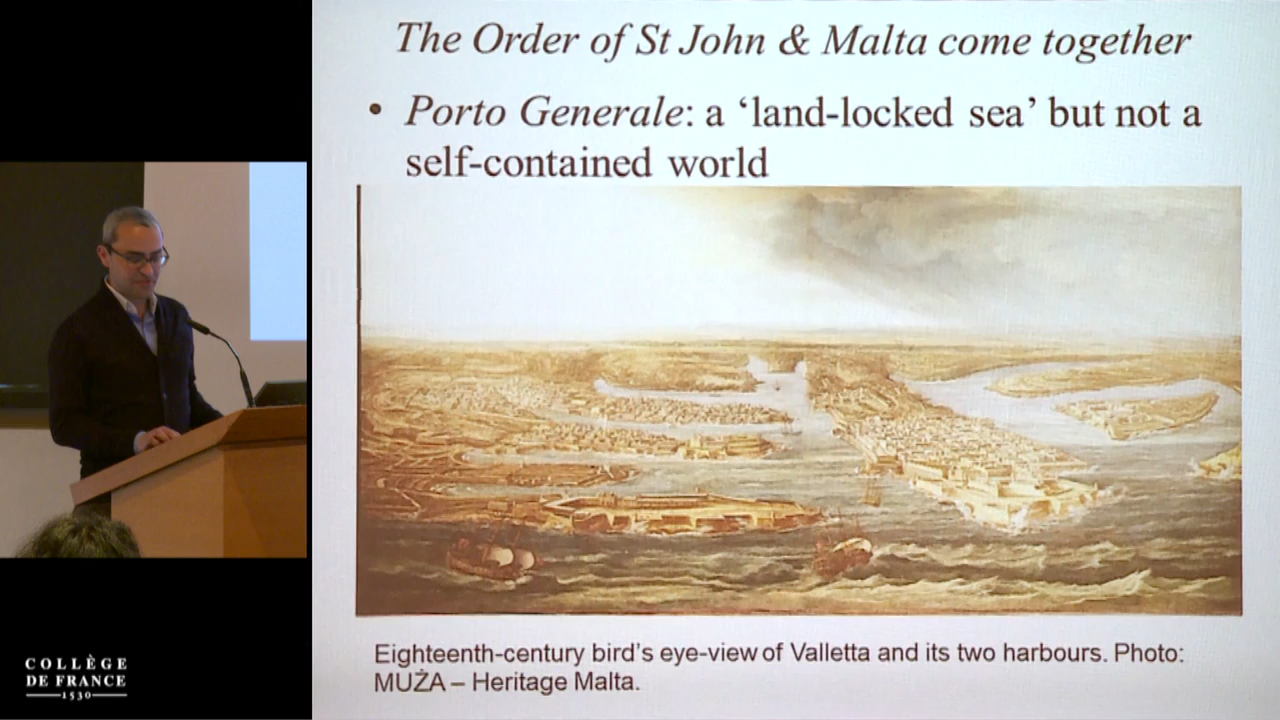 The Order of St John & Malta come together
• Porto Generale: a ‘land-locked sea’ but not a
self-contained world
Eighteenth-century bird’s eye-view of Valletta and its two harbours. Photo:
MUŻA – Heritage Malta.
COLLÈGE
DE FRANCE
1530